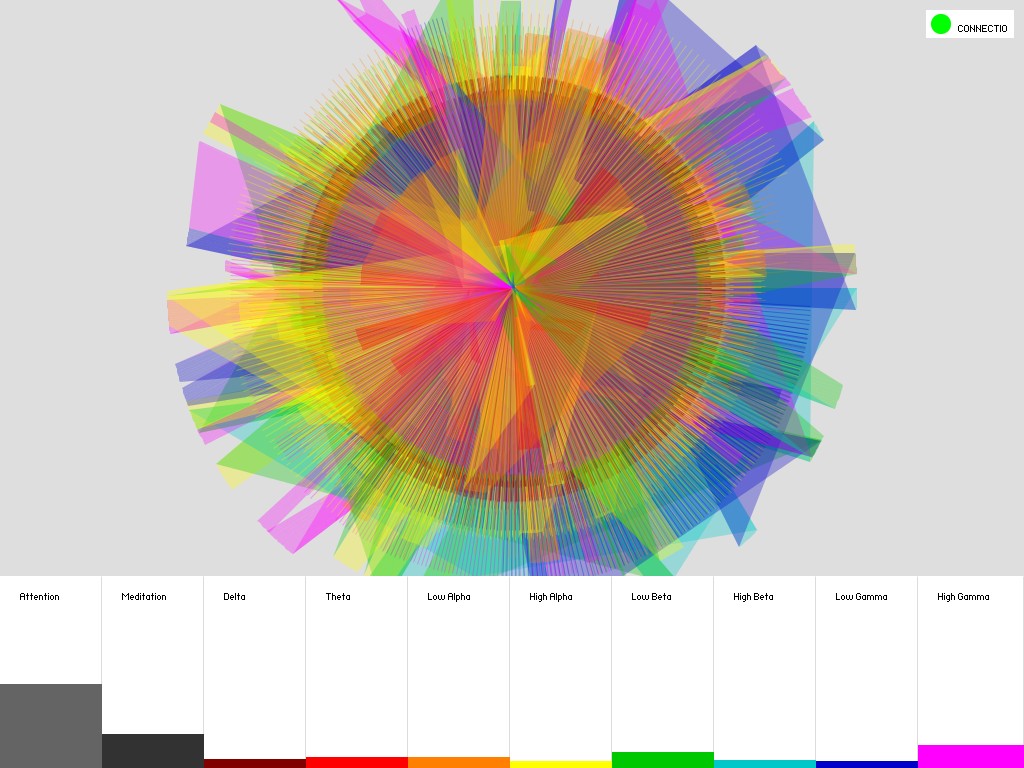 CONNECTIO
Attention
Meditation
Delta
Theta
Low Alpha
High Alpha
Low Beta
High Beta
Low Gamma
High Gamma